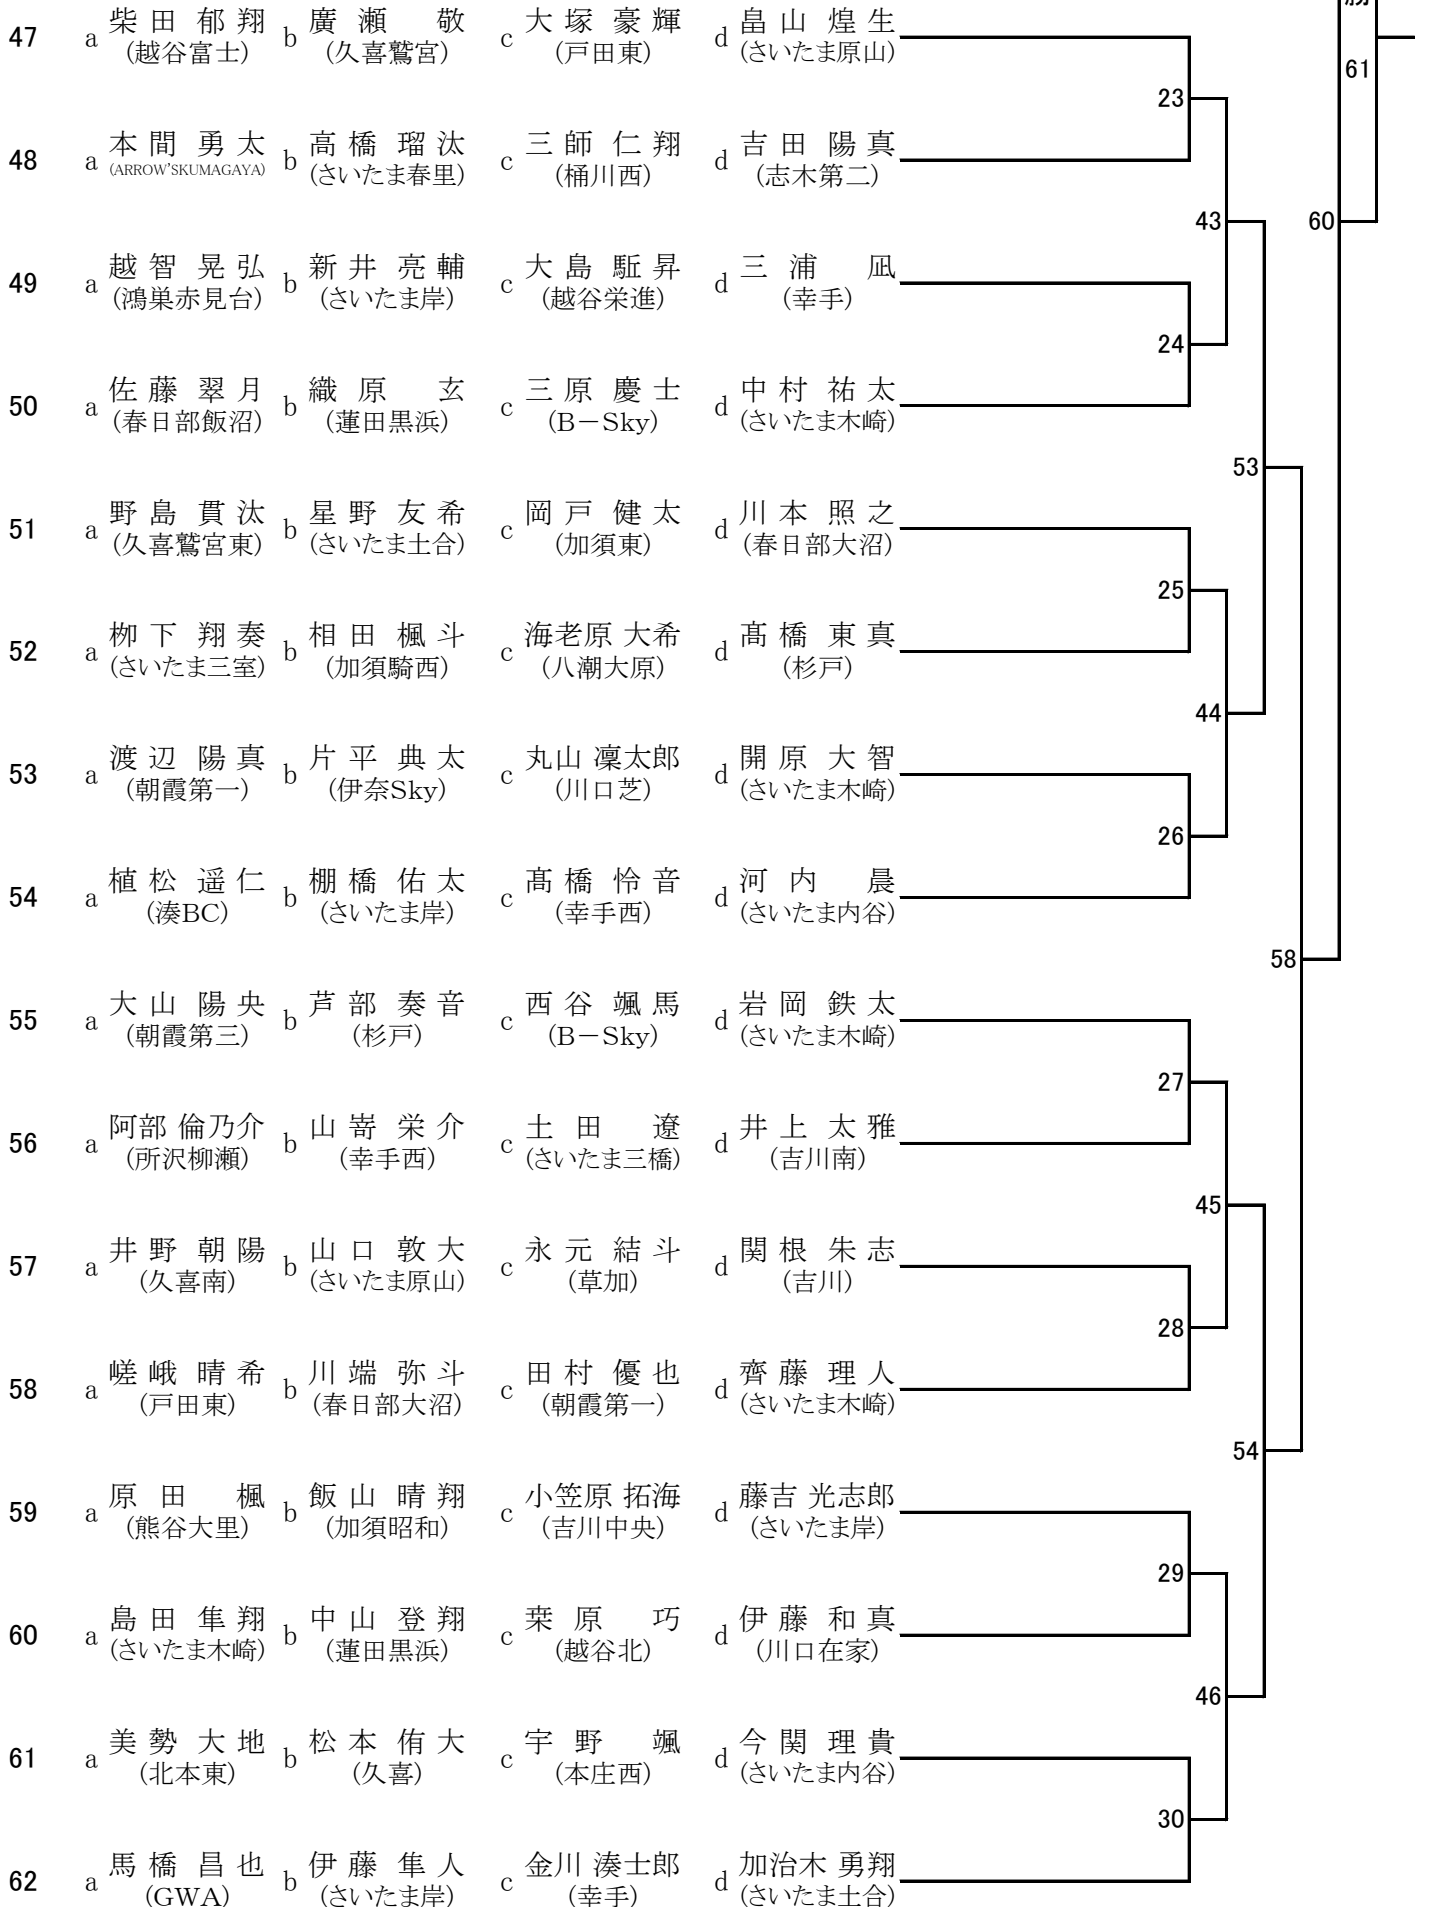 勝
61
60
47 a 柴田 郁翔 b 廣瀬 敬 c 大塚 豪輝 d 畠山 煌生
(越谷富士) (久喜鷲宮) (戸田東) (さいたま原山)
23
48 a 本間 勇太 b 高橋 瑠汰 c 三師 仁翔 d 吉田 陽真
(ARROW'SKUMAGAYA) (さいたま春里) (桶川西) (志木第二)
43
49 a 越智 晃弘 b 新井 亮輔 c 大島 駈昇 d 三浦 凪
(鴻巣赤見台) (さいたま岸) (越谷栄進) (幸手)
24
50 a 佐藤 翠月 b 織原 玄 c 三原 慶士 d 中村 祐太
(春日部飯沼) (蓮田黒浜) (B－Sky) (さいたま木崎)
53
51 a 野島 貫汰 b 星野 友希 c 岡戸 健太 d 川本 照之
(久喜鷲宮東) (さいたま土合) (加須東) (春日部大沼)
25
52 a 栁下 翔奏 b 相田 楓斗 c 海老原 大希 d 髙橋 東真
(さいたま三室) (加須騎西) (八潮大原) (杉戸)
44
53 a 渡辺 陽真 b 片平 典太 c 丸山 凜太郎 d 開原 大智
(朝霞第一) (伊奈Sky) (川口芝) (さいたま木崎)
26
54 a 植松 遥仁 b 棚橋 佑太 c 髙橋 怜音 d 河内 晨
(湊BC) (さいたま岸) (幸手西) (さいたま内谷)
58
55 a 大山 陽央 b 芦部 奏音 c 西谷 颯馬 d 岩岡 鉄太
(朝霞第三) (杉戸) (B－Sky) (さいたま木崎)
27
56 a 阿部 倫乃介 b 山嵜 栄介 c 土田 遼 d 井上 太雅
(所沢柳瀬) (幸手西) (さいたま三橋) (吉川南)
45
57 a 井野 朝陽 b 山口 敦大 c 永元 結斗 d 関根 朱志
(久喜南) (さいたま原山) (草加) (吉川)
28
58 a 嵯峨 晴希 b 川端 弥斗 c 田村 優也 d 齊藤 理人
(戸田東) (春日部大沼) (朝霞第一) (さいたま木崎)
54
59 a 原田 楓 b 飯山 晴翔 c 小笠原 拓海 d 藤吉 光志郎
(熊谷大里) (加須昭和) (吉川中央) (さいたま岸)
29
60 a 島田 隼翔 b 中山 登翔 c 栞原 巧 d 伊藤 和真
(さいたま木崎) (蓮田黒浜) (越谷北) (川口在家)
46
61 a 美勢 大地 b 松本 侑大 c 宇野 颯 d 今関 理貴
(北本東) (久喜) (本庄西) (さいたま内谷)
30
62 a 馬橋 昌也 b 伊藤 隼人 c 金川 湊士郎 d 加治木 勇翔
(GWA) (さいたま岸) (幸手) (さいたま土合)